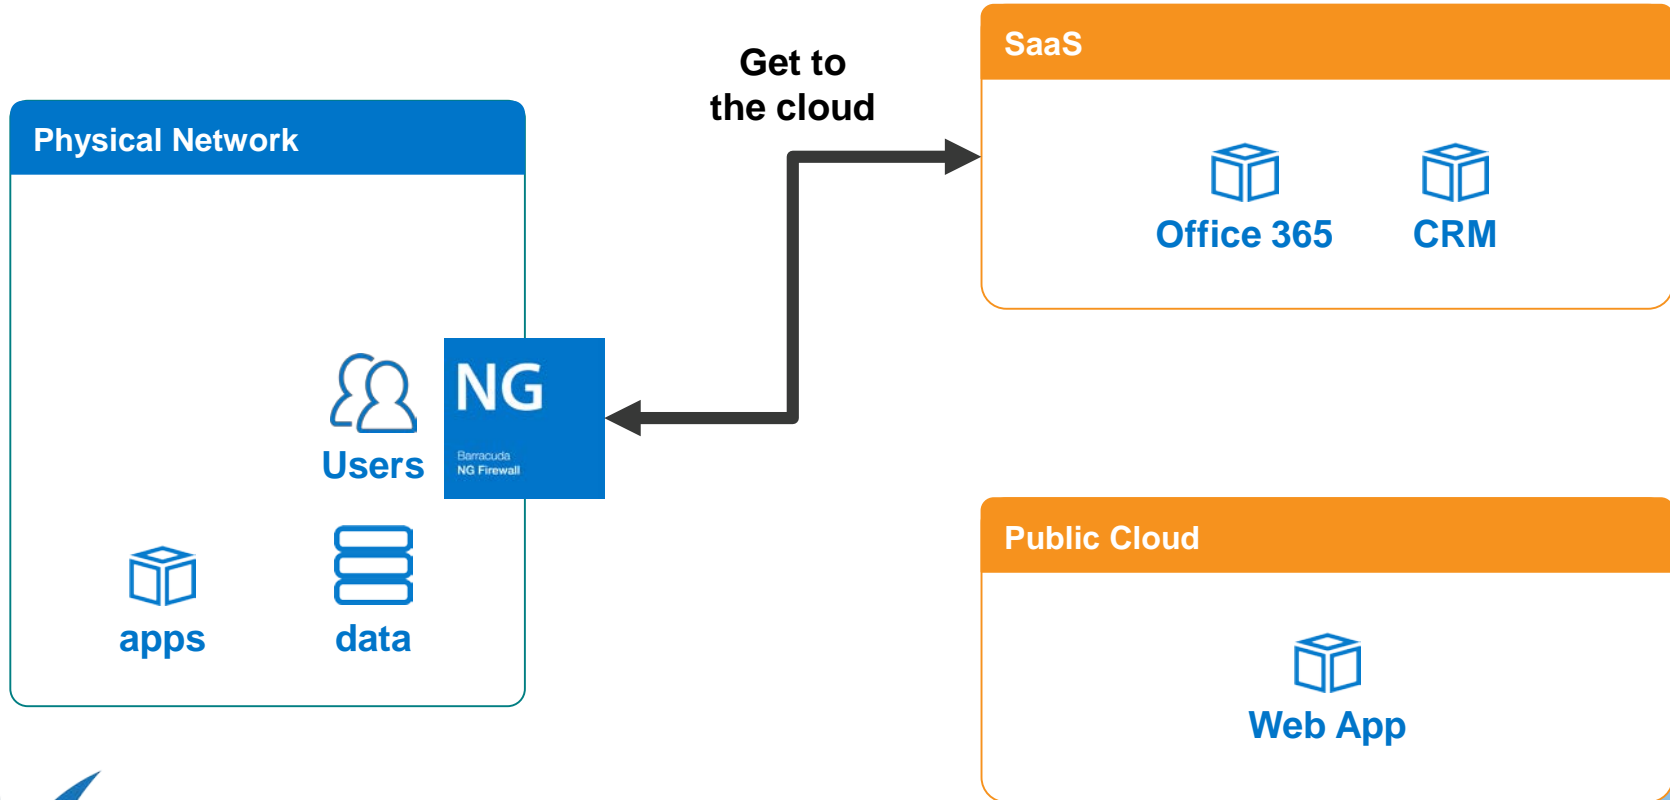 Get to
the cloud
Physical Network
Users
NG
Barracuda
NG Firewall
apps
data
SaaS
Office 365
CRM
Public Cloud
Web App